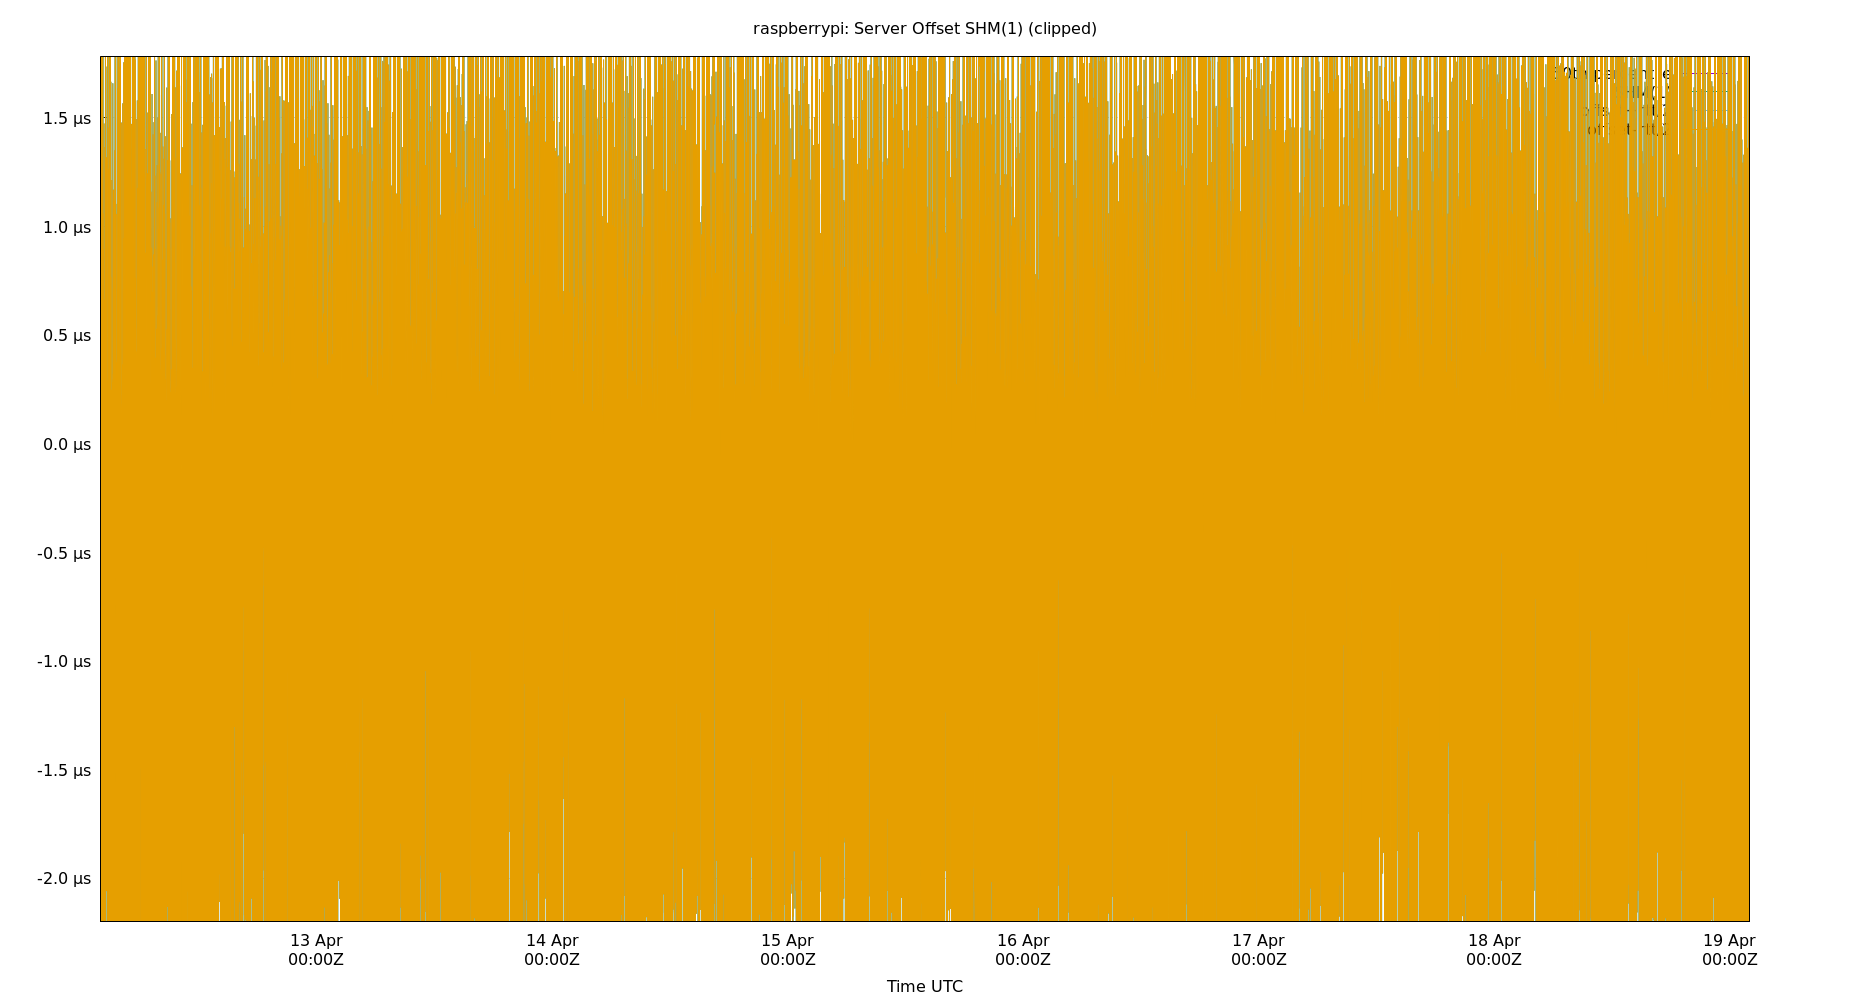 raspberrypi: Server Offset SHM(1) (clipped)
1.5 µs
1.0 µs
0.5 µs
0.0 µs
-0.5 µs
-1.0 µs
-1.5 µs
-2.0 µs
13 Apr 14 Apr 15 Apr 16 Apr 17 Apr 18 Apr 19 Apr
00:00Z 00:00Z 00:00Z 00:00Z 00:00Z 00:00Z 00:00Z
Time UTC